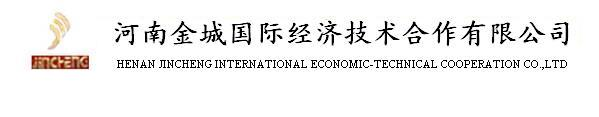 河南金城国际经济技术合作有限公司
JINCHENG
HENAN JINCHENG INTERNATIONAL ECONOMIC-TECHNICAL COOPERATION CO.,LTD